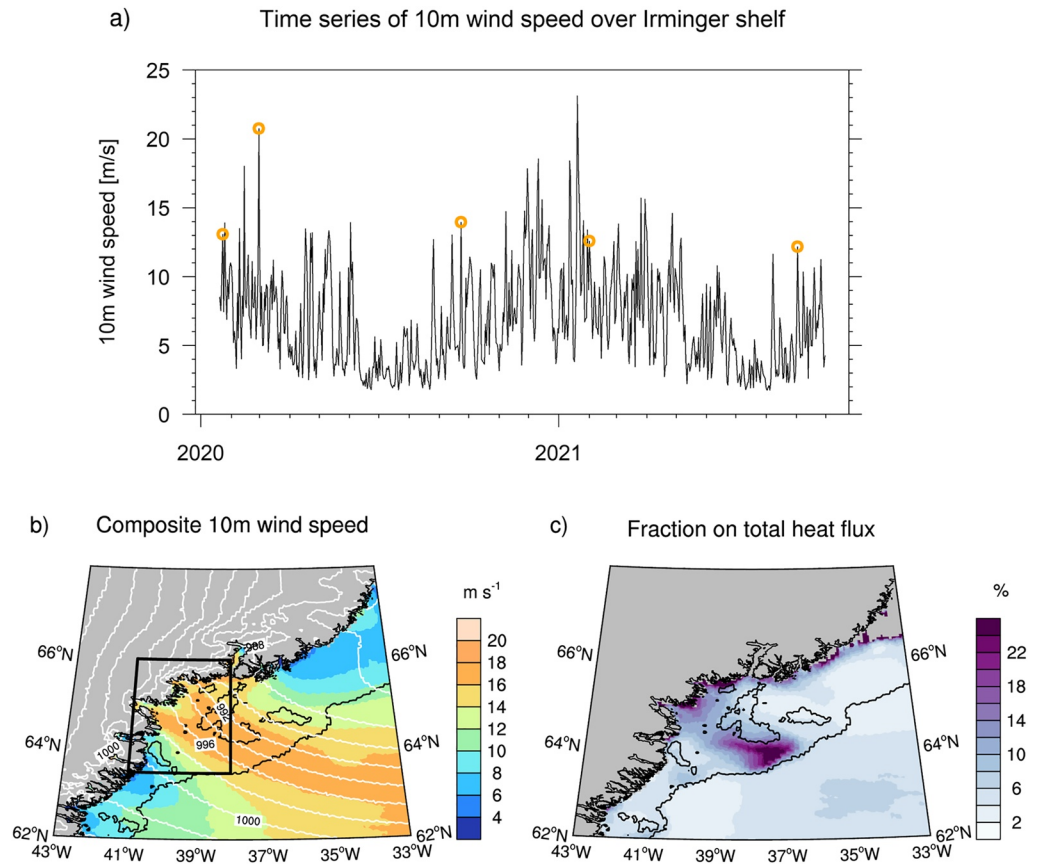 a) Time series of 10m wind speed over Irminger shelf
25
20
15
10
5
0
10m wind speed [m/s]
2020 2021
b) Composite 10m wind speed
m s⁻¹
20
18
16
14
12
10
8
6
4
66°N 66°N
64°N 64°N
62°N 62°N
43°W 41°W 39°W 37°W 35°W 33°W
988
992
996
1000
1000
c) Fraction on total heat flux
%
22
18
14
10
6
2
66°N 66°N
64°N 64°N
62°N 62°N
43°W 41°W 39°W 37°W 35°W 33°W